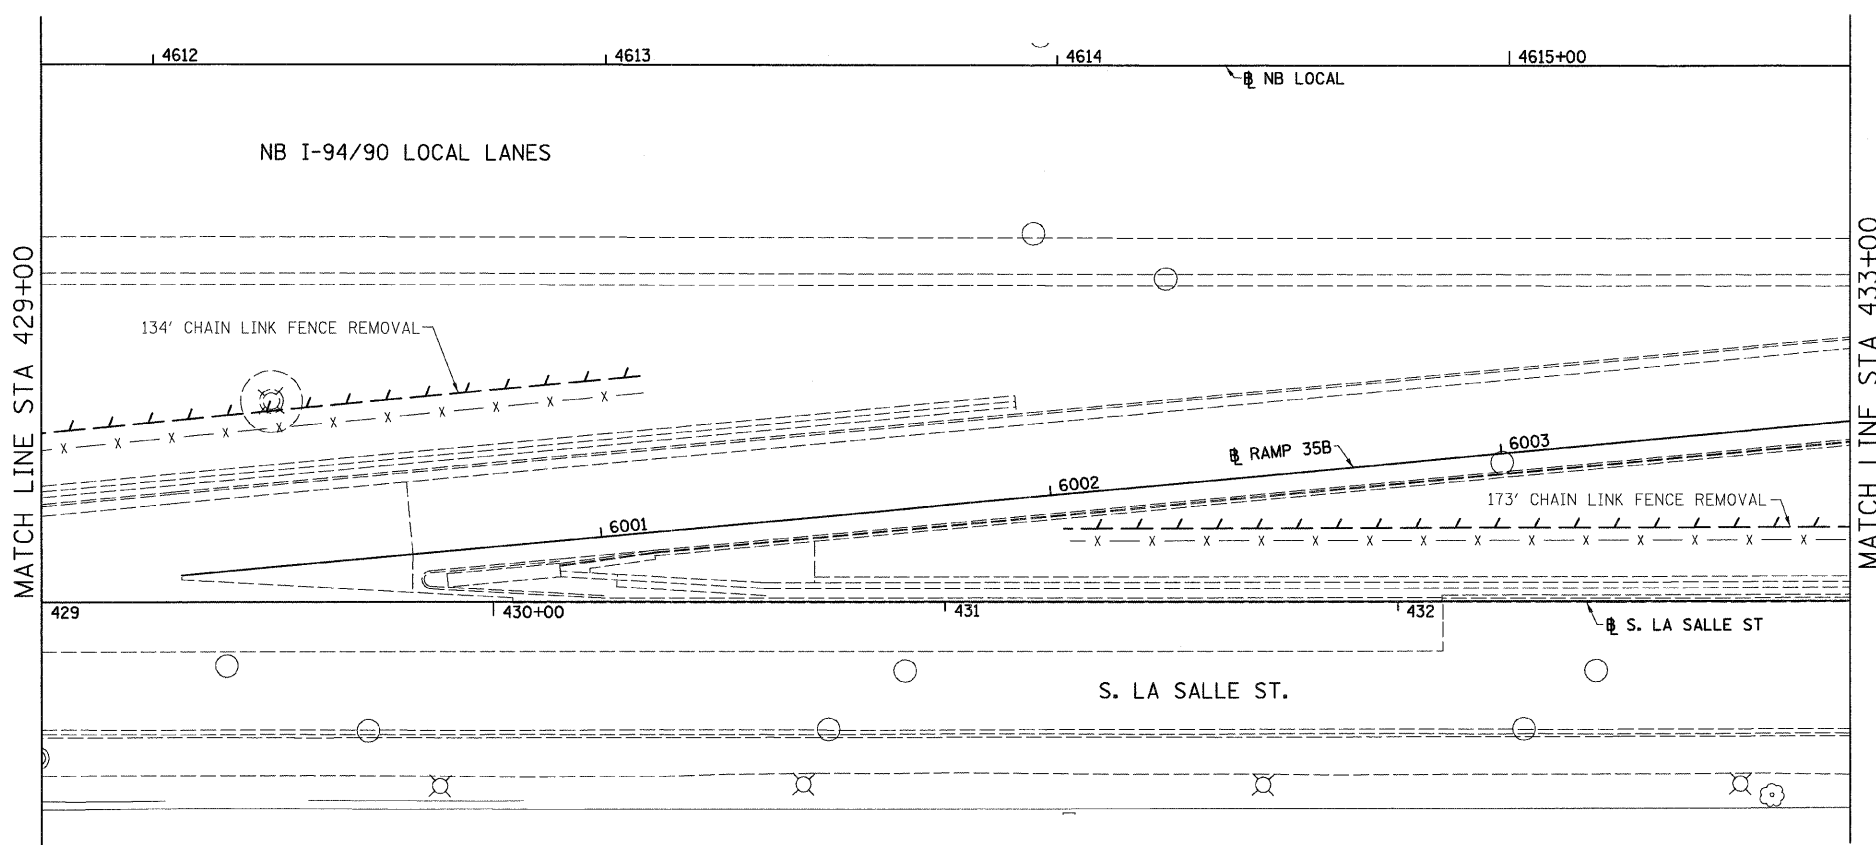 4612
4613
4614
4615+00
℄ NB LOCAL
NB I-94/90 LOCAL LANES
MATCH LINE STA 429+00
MATCH LINE STA 433+00
134' CHAIN LINK FENCE REMOVAL
℄ RAMP 35B
6003
6002
6001
173' CHAIN LINK FENCE REMOVAL
429
430+00
431
432
℄ S. LA SALLE ST
S. LA SALLE ST.